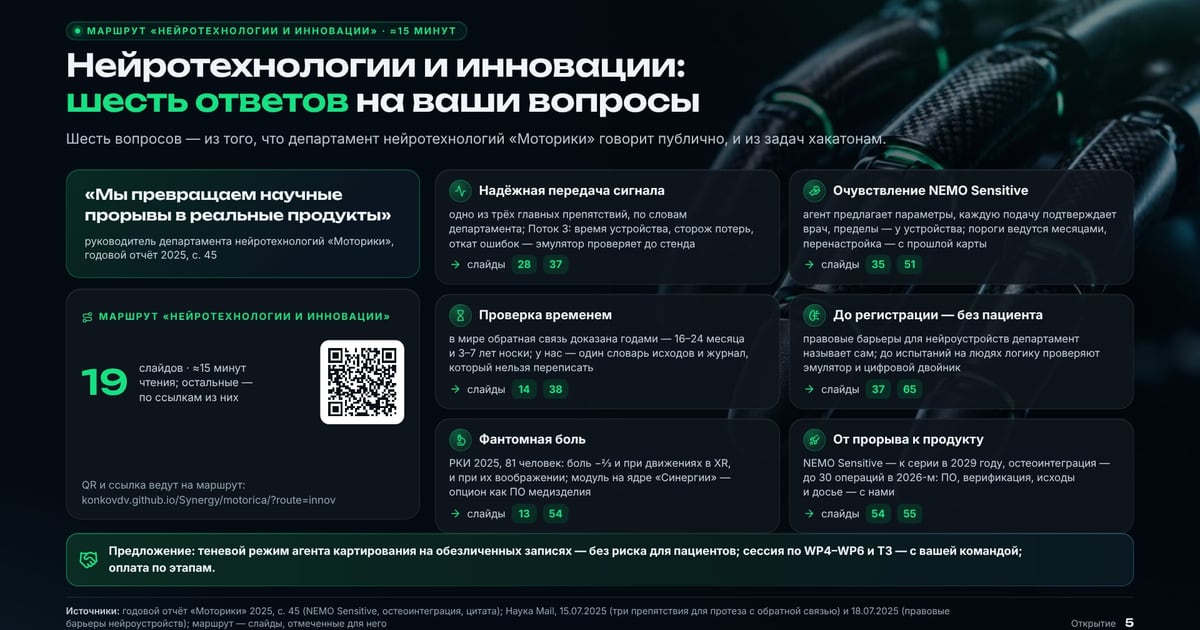 МАРШРУТ «НЕЙРОТЕХНОЛОГИИ И ИННОВАЦИИ» · ≈15 МИНУТ
Нейротехнологии и инновации:
шесть ответов на ваши вопросы
Шесть вопросов — из того, что департамент нейротехнологий «Моторики» говорит публично, и из задач хакатонам.
«Мы превращаем научные
прорывы в реальные продукты»
руководитель департамента нейротехнологий «Моторики»,
годовой отчёт 2025, с. 45
МАРШРУТ «НЕЙРОТЕХНОЛОГИИ И ИННОВАЦИИ»
19
слайдов · ≈15 минут
чтения; остальные —
по ссылкам из них
QR и ссылка ведут на маршрут:
konkovdv.github.io/Synergy/motorica/?route=innov
Надёжная передача сигнала
одно из трёх главных препятствий, по словам
департамента; Поток 3: время устройства, сторож потерь,
откат ошибок — эмулятор проверяет до стенда
→ слайды 28 37
Очувствление NEMO Sensitive
агент предлагает параметры, каждую подачу подтверждает
врач, пределы — у устройства; пороги ведутся месяцами,
перенастройка — с прошлой карты
→ слайды 35 51
Проверка временем
в мире обратная связь доказана годами — 16–24 месяца
и 3–7 лет носки; у нас — один словарь исходов и журнал,
который нельзя переписать
→ слайды 14 38
До регистрации — без пациента
правовые барьеры для нейроустройств департамент
называет сам; до испытаний на людях логику проверяют
эмулятор и цифровой двойник
→ слайды 37 65
Фантомная боль
РКИ 2025, 81 человек: боль −⅔ и при движениях в XR,
и при их воображении; модуль на ядре «Синергии» —
опцион как ПО медизделия
→ слайды 13 54
От прорыва к продукту
NEMO Sensitive — к серии в 2029 году, остеоинтеграция —
до 30 операций в 2026-м: ПО, верификация, исходы
и досье — с нами
→ слайды 54 55
Предложение: теневой режим агента картирования на обезличенных записях — без риска для пациентов; сессия по WP4–WP6 и ТЗ — с вашей командой;
оплата по этапам.
Источники: годовой отчёт «Моторики» 2025, с. 45 (NEMO Sensitive, остеоинтеграция, цитата); Наука Mail, 15.07.2025 (три препятствия для протеза с обратной связью) и 18.07.2025 (правовые
барьеры нейроустройств); маршрут — слайды, отмеченные для него
Открытие 5